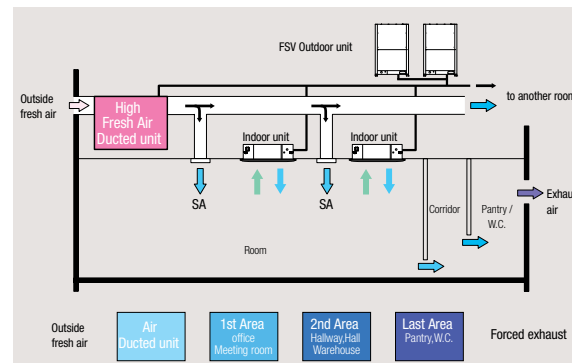 FSV Outdoor unit
Outside
fresh air
High
Fresh Air
Ducted unit
to another room
Indoor unit
Indoor unit
SA
SA
Corridor
Pantry /
W.C.
Exhau
air
Room
Outside
fresh air
Air
Ducted unit
1st Area
office
Meeting room
2nd Area
Hallway,Hall
Warehouse
Last Area
Pantry,W.C.
Forced exhaust